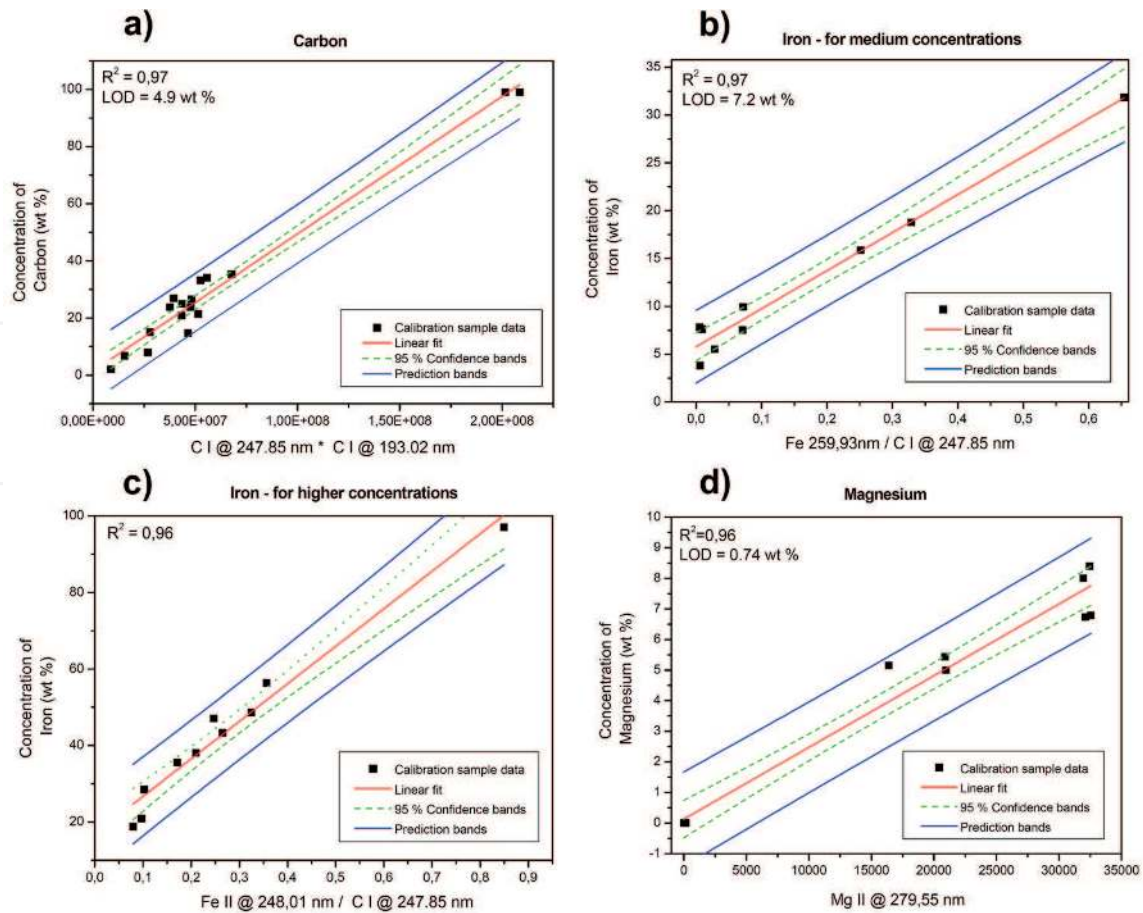 a)
Carbon
R² = 0,97
LOD = 4.9 wt %
100
80
60
40
20
0
Concentration of
Carbon (wt %)
Calibration sample data
Linear fit
95 % Confidence bands
Prediction bands
0,00E+000 5,00E+007 1,00E+008 1,50E+008 2,00E+008
C I @ 247.85 nm * C I @ 193.02 nm
b)
Iron - for medium concentrations
R² = 0,97
LOD = 7.2 wt %
35
30
25
20
15
10
5
0
Concentration of
Iron (wt %)
Calibration sample data
Linear fit
95 % Confidence bands
Prediction bands
0,0 0,1 0,2 0,3 0,4 0,5 0,6
Fe 259,93nm / C I @ 247.85 nm
c)
Iron - for higher concentrations
R² = 0,96
100
80
60
40
20
Concentration of
Iron (wt %)
Calibration sample data
Linear fit
95 % Confidence bands
Prediction bands
0,0 0,1 0,2 0,3 0,4 0,5 0,6 0,7 0,8 0,9
Fe II @ 248,01 nm / C I @ 247.85 nm
d)
Magnesium
R²=0,96
LOD = 0.74 wt %
10
9
8
7
6
5
4
3
2
1
0
-1
Concentration of
Magnesium (wt %)
Calibration sample data
Linear fit
95 % Confidence bands
Prediction bands
0 5000 10000 15000 20000 25000 30000 35000
Mg II @ 279,55 nm